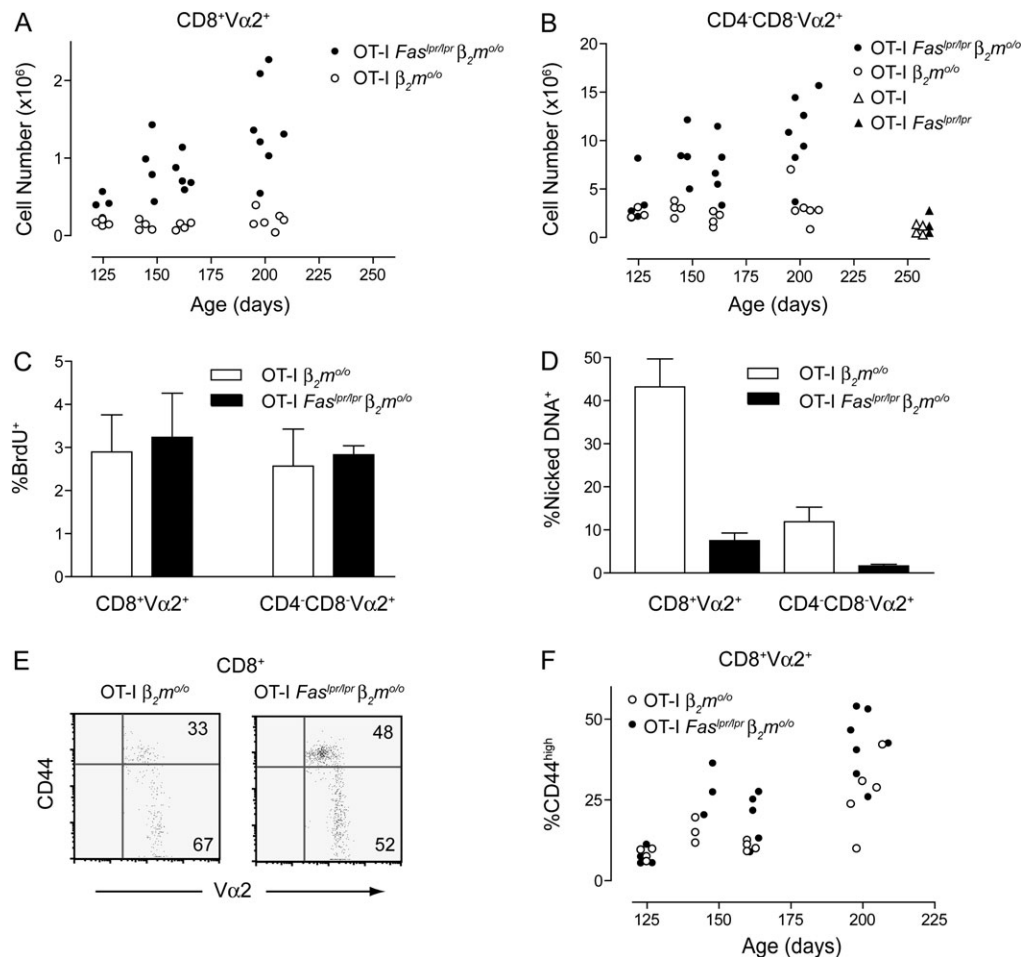 A
CD8⁺Vα2⁺
OT-I Fas^lpr/lpr β₂m^o/o
OT-I β₂m^o/o
Cell Number (x10⁶)
2
1
0
125 150 175 200 225 250
Age (days)
B
CD4⁻CD8⁻Vα2⁺
OT-I Fas^lpr/lpr β₂m^o/o
OT-I β₂m^o/o
OT-I
OT-I Fas^lpr/lpr
Cell Number (x10⁶)
20
15
10
5
0
125 150 175 200 225 250
Age (days)
C
OT-I β₂m^o/o
OT-I Fas^lpr/lpr β₂m^o/o
%BrdU⁺
5
4
3
2
1
0
CD8⁺Vα2⁺ CD4⁻CD8⁻Vα2⁺
D
OT-I β₂m^o/o
OT-I Fas^lpr/lpr β₂m^o/o
%Nicked DNA⁺
50
40
30
20
10
0
CD8⁺Vα2⁺ CD4⁻CD8⁻Vα2⁺
E
CD8⁺
OT-I β₂m^o/o OT-I Fas^lpr/lpr β₂m^o/o
33 48
CD44
67 52
Vα2
F
CD8⁺Vα2⁺
OT-I β₂m^o/o
OT-I Fas^lpr/lpr β₂m^o/o
%CD44^high
50
25
0
125 150 175 200 225
Age (days)